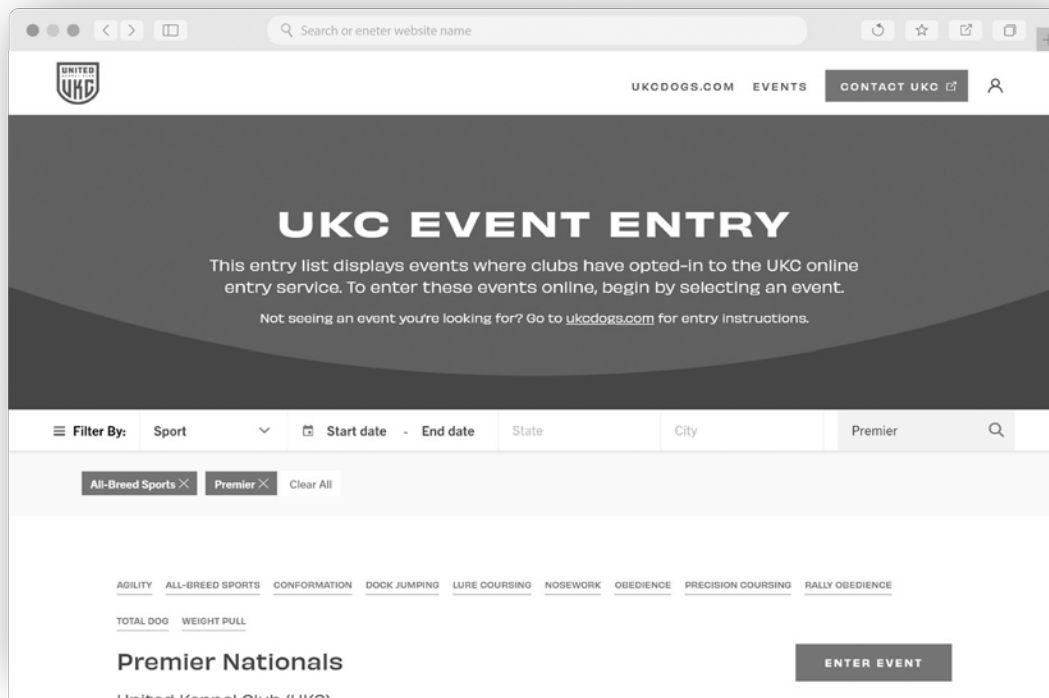 Search or eneter website name
UNITED
UKC
UKCDOGS.COM EVENTS CONTACT UKC
UKC EVENT ENTRY
This entry list displays events where clubs have opted-in to the UKC online
entry service. To enter these events online, begin by selecting an event.
Not seeing an event you're looking for? Go to ukcdogs.com for entry instructions.
Filter By: Sport Start date - End date State City Premier
All-Breed Sports Premier Clear All
AGILITY ALL-BREED SPORTS CONFORMATION DOCK JUMPING LURE COURSING NOSEWORK OBEDIENCE PRECISION COURSING RALLY OBEDIENCE
TOTAL DOG WEIGHT PULL
Premier Nationals
ENTER EVENT
United Kennel Club (UKC)